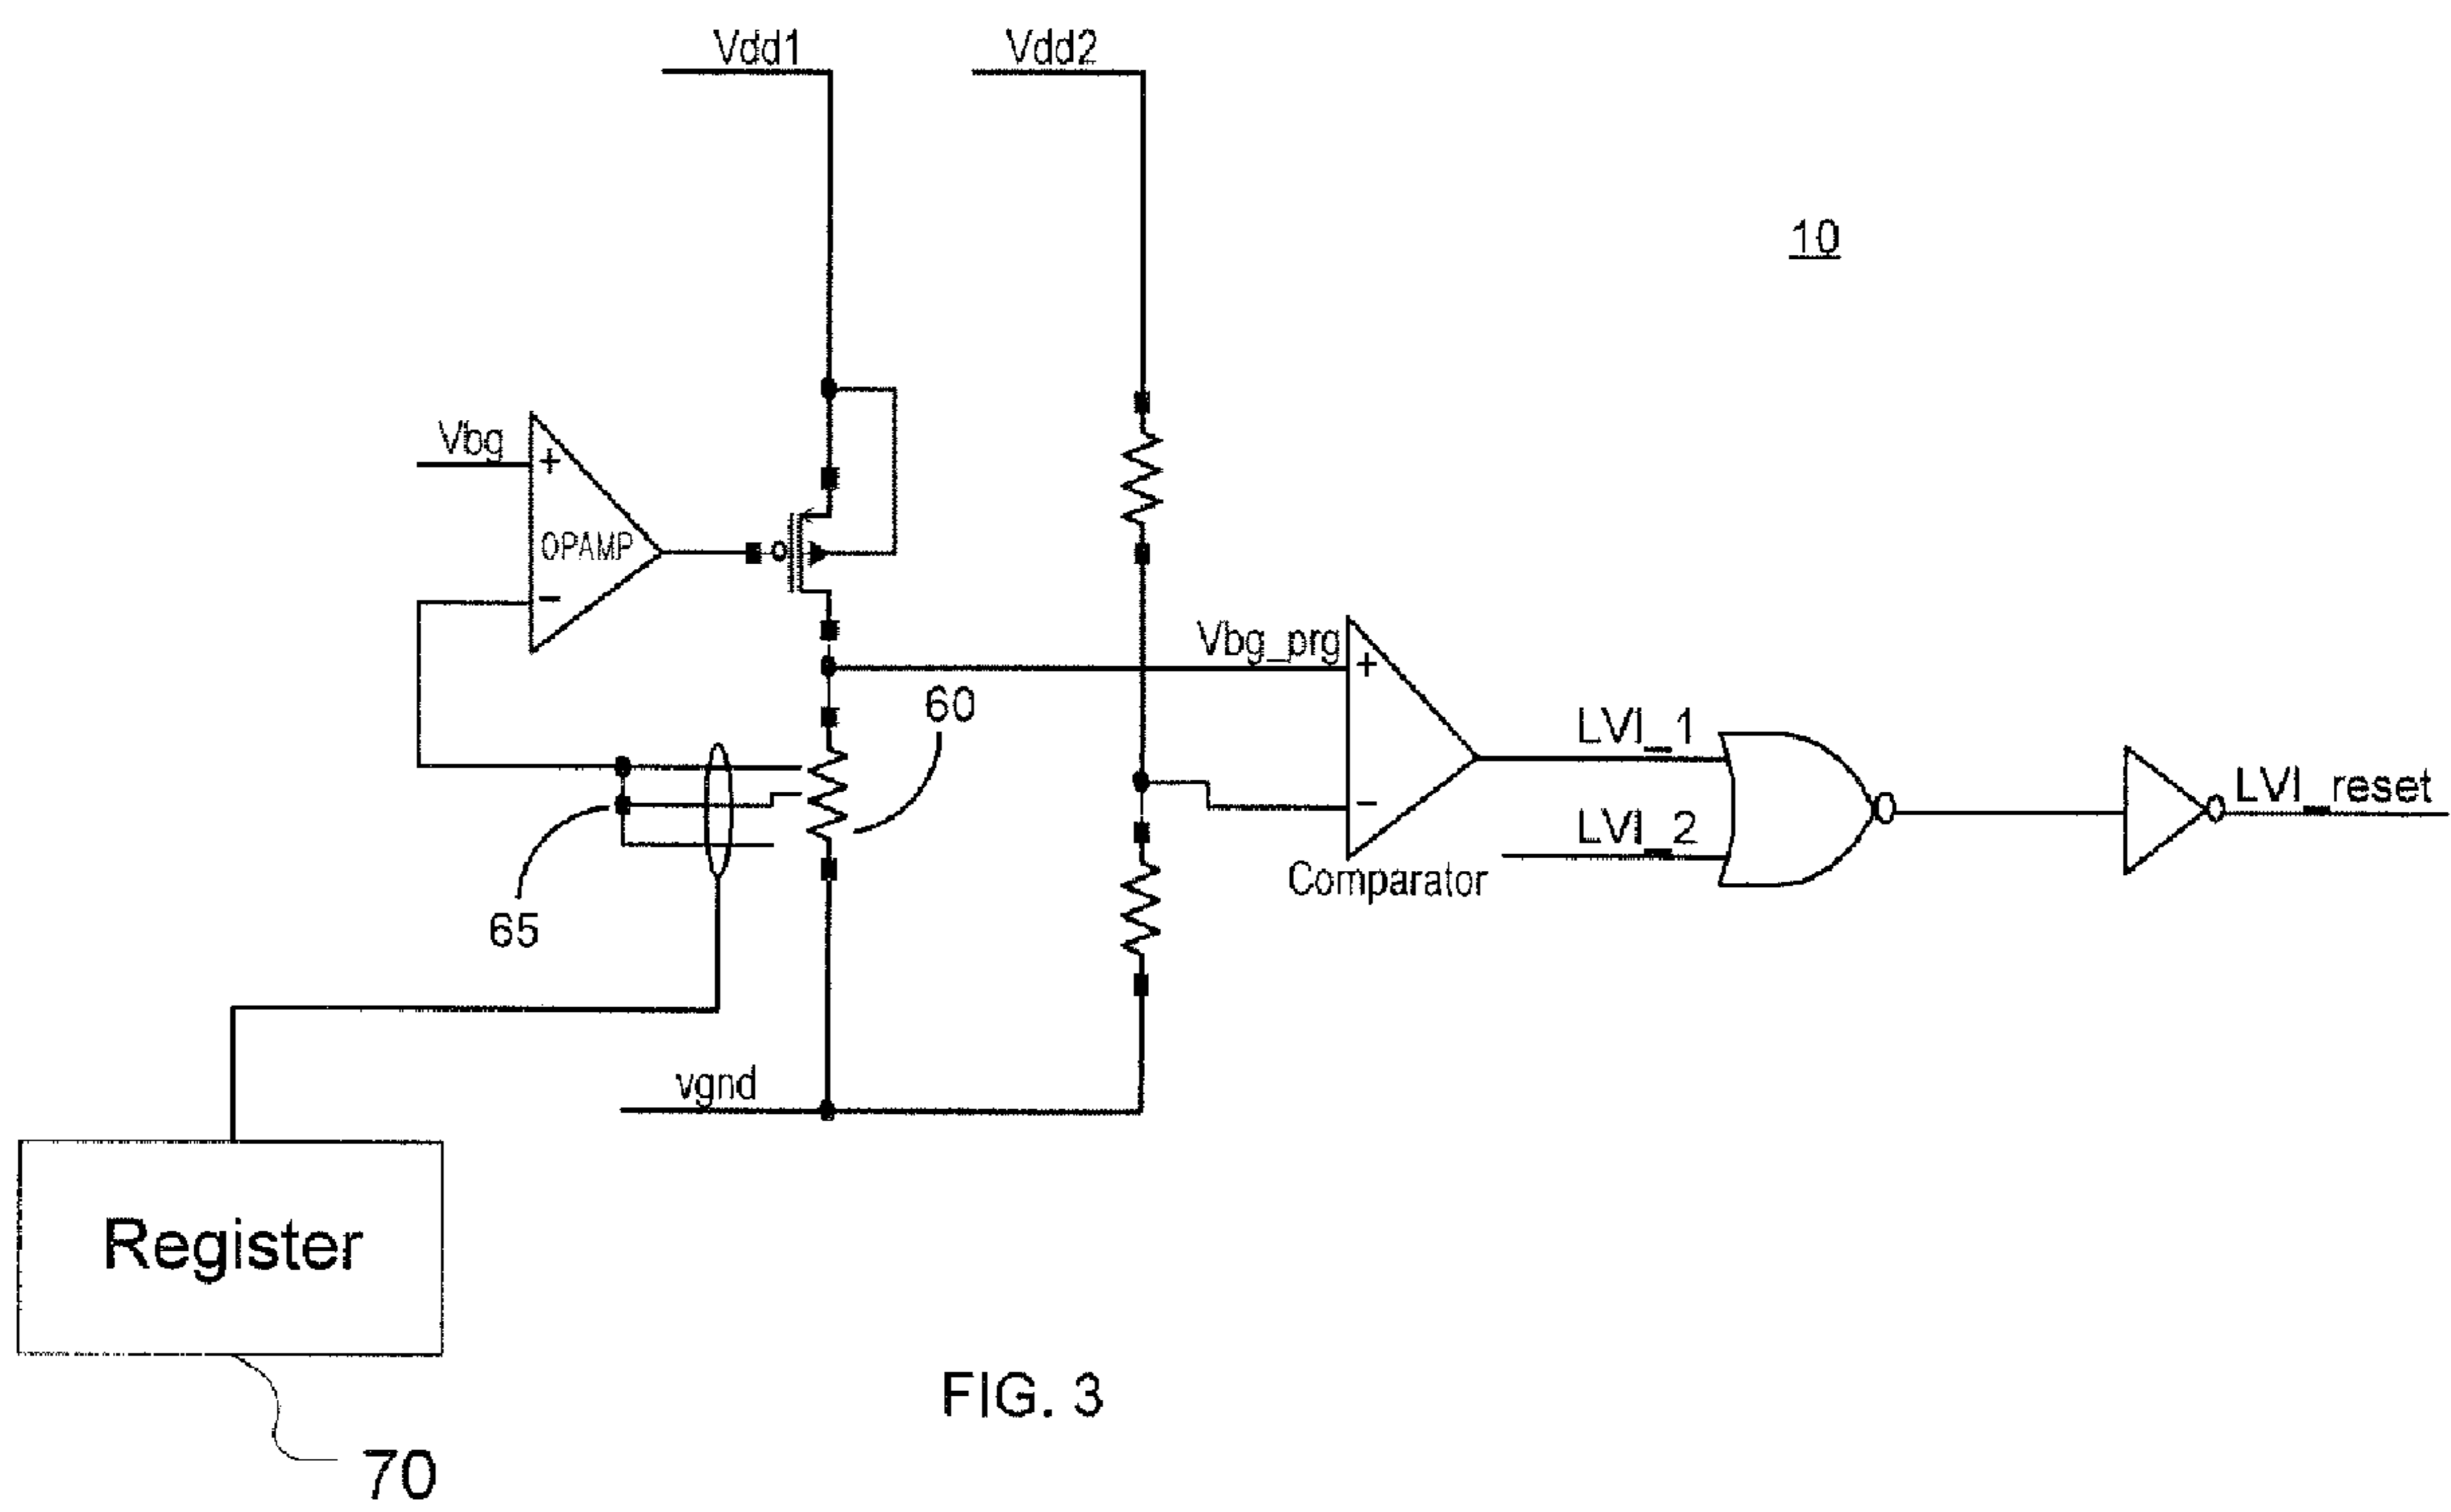 Vdd1
Vdd2
10
Vbg
+
OPAMP
−
Vbg_prg
+
60
LVI_1
LVI_reset
−
LVI_2
Comparator
65
vgnd
Register
FIG. 3
70